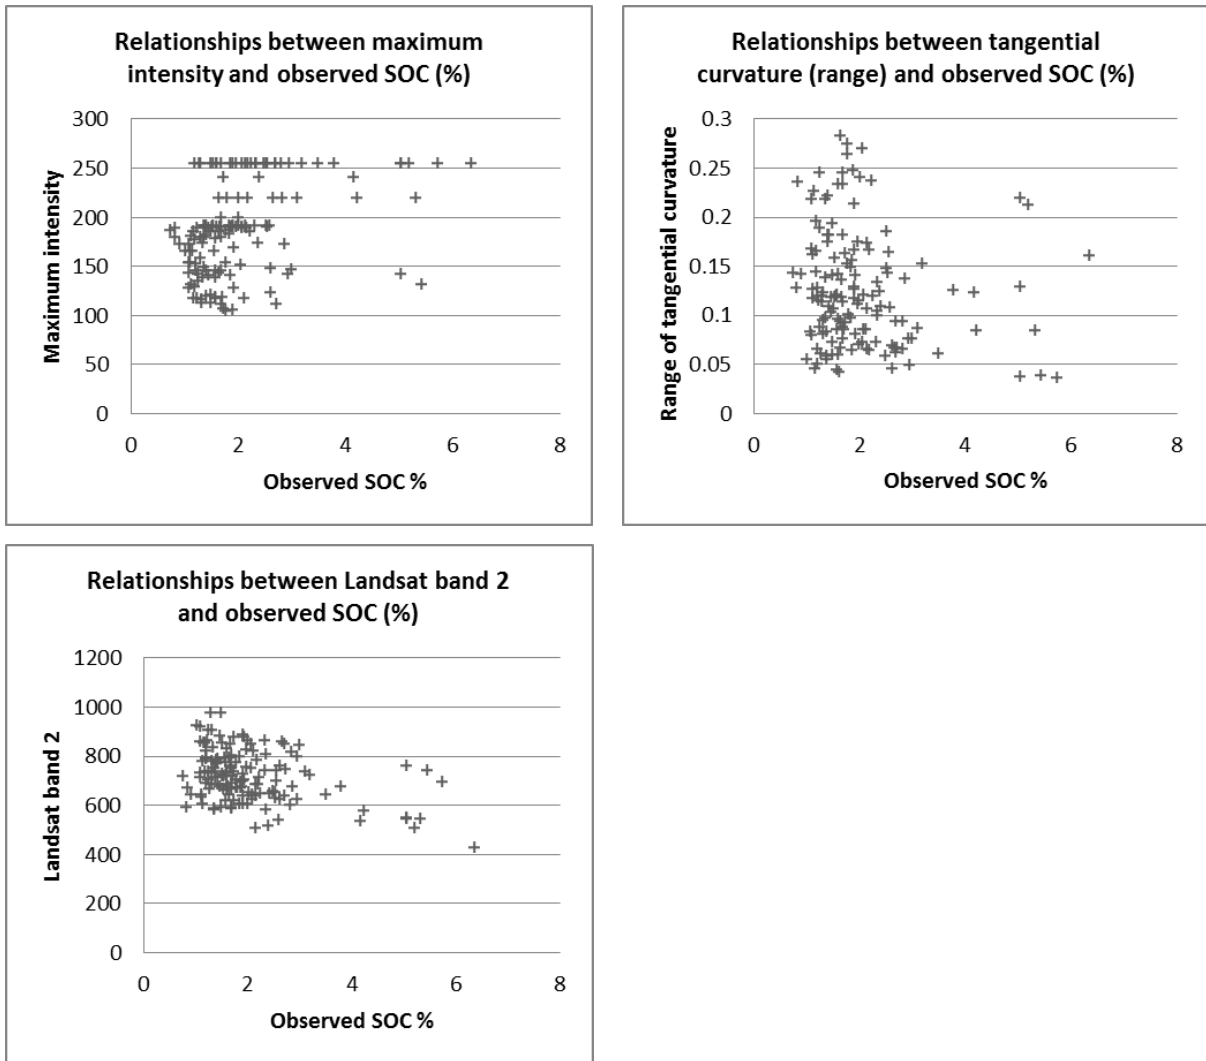 Relationships between maximum
intensity and observed SOC (%)
300
250
200
150
100
50
0
Maximum intensity
0 2 4 6 8
Observed SOC %
Relationships between tangential
curvature (range) and observed SOC (%)
0.3
0.25
0.2
0.15
0.1
0.05
0
Range of tangental curvature
0 2 4 6 8
Observed SOC %
Relationships between Landsat band 2
and observed SOC (%)
1200
1000
800
600
400
200
0
Landsat band 2
0 2 4 6 8
Observed SOC %